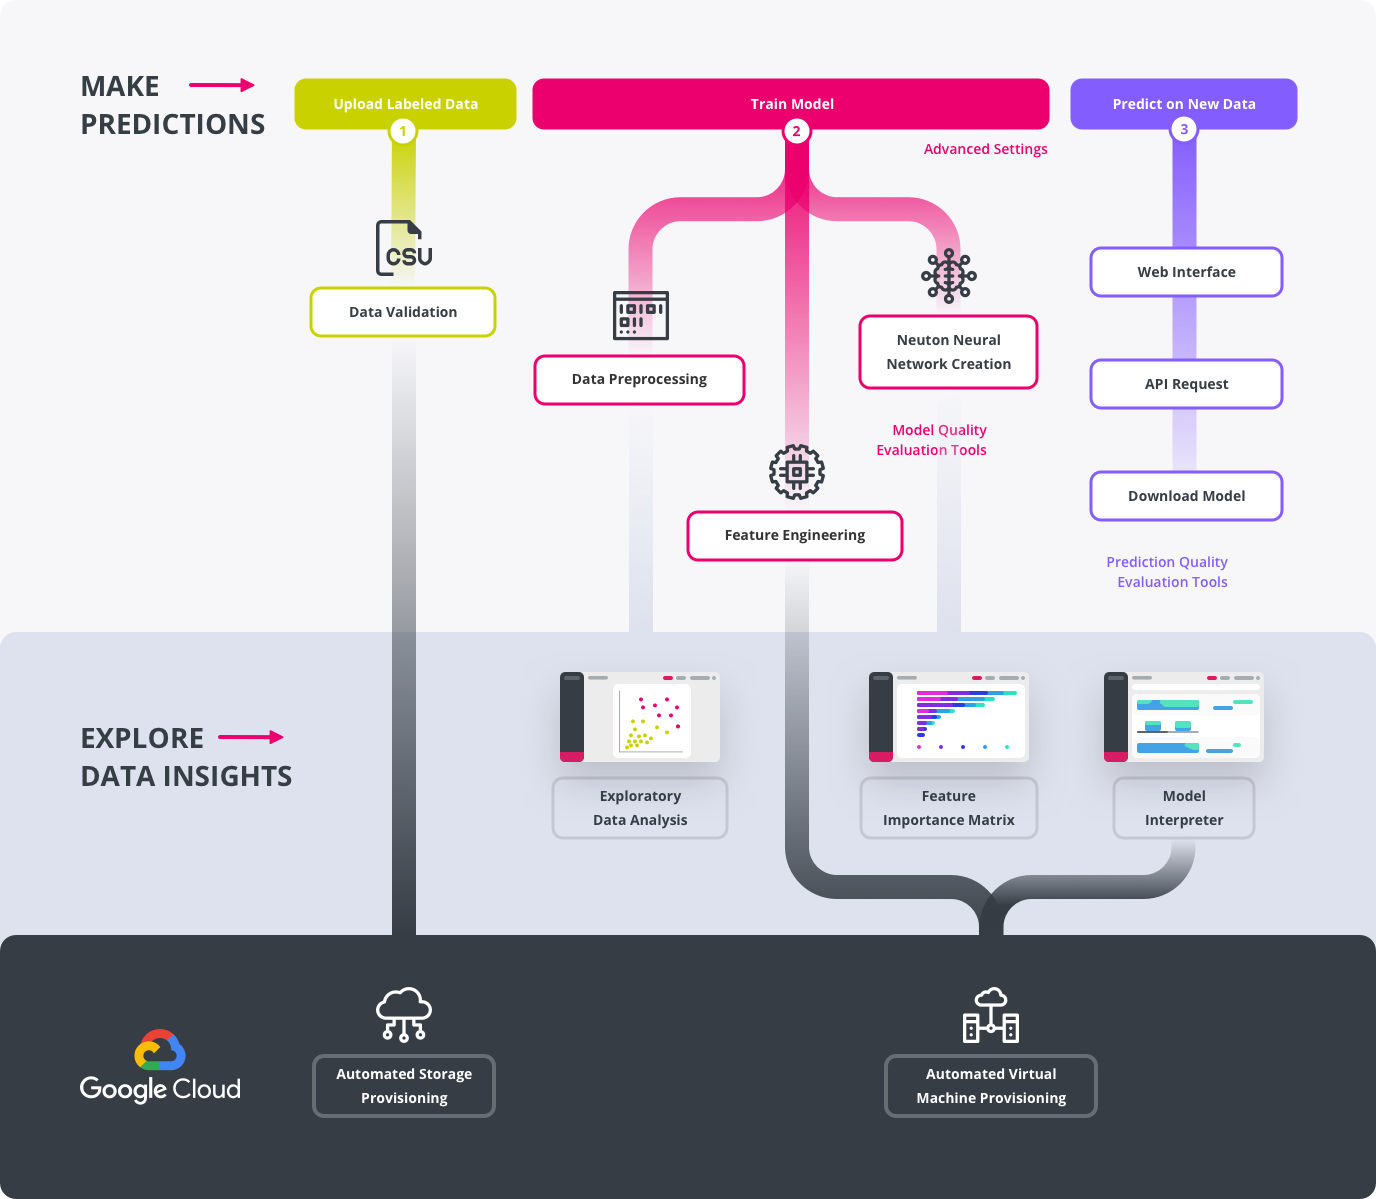 MAKE
PREDICTIONS
Upload Labeled Data
1
Train Model
2
Advanced Settings
Predict on New Data
3
CSV
Data Validation
Data Preprocessing
Neuton Neural
Network Creation
Model Quality
Evaluation Tools
Feature Engineering
Web Interface
API Request
Download Model
Prediction Quality
Evaluation Tools
EXPLORE
DATA INSIGHTS
Exploratory
Data Analysis
Feature
Importance Matrix
Model
Interpreter
Google Cloud
Automated Storage
Provisioning
Automated Virtual
Machine Provisioning